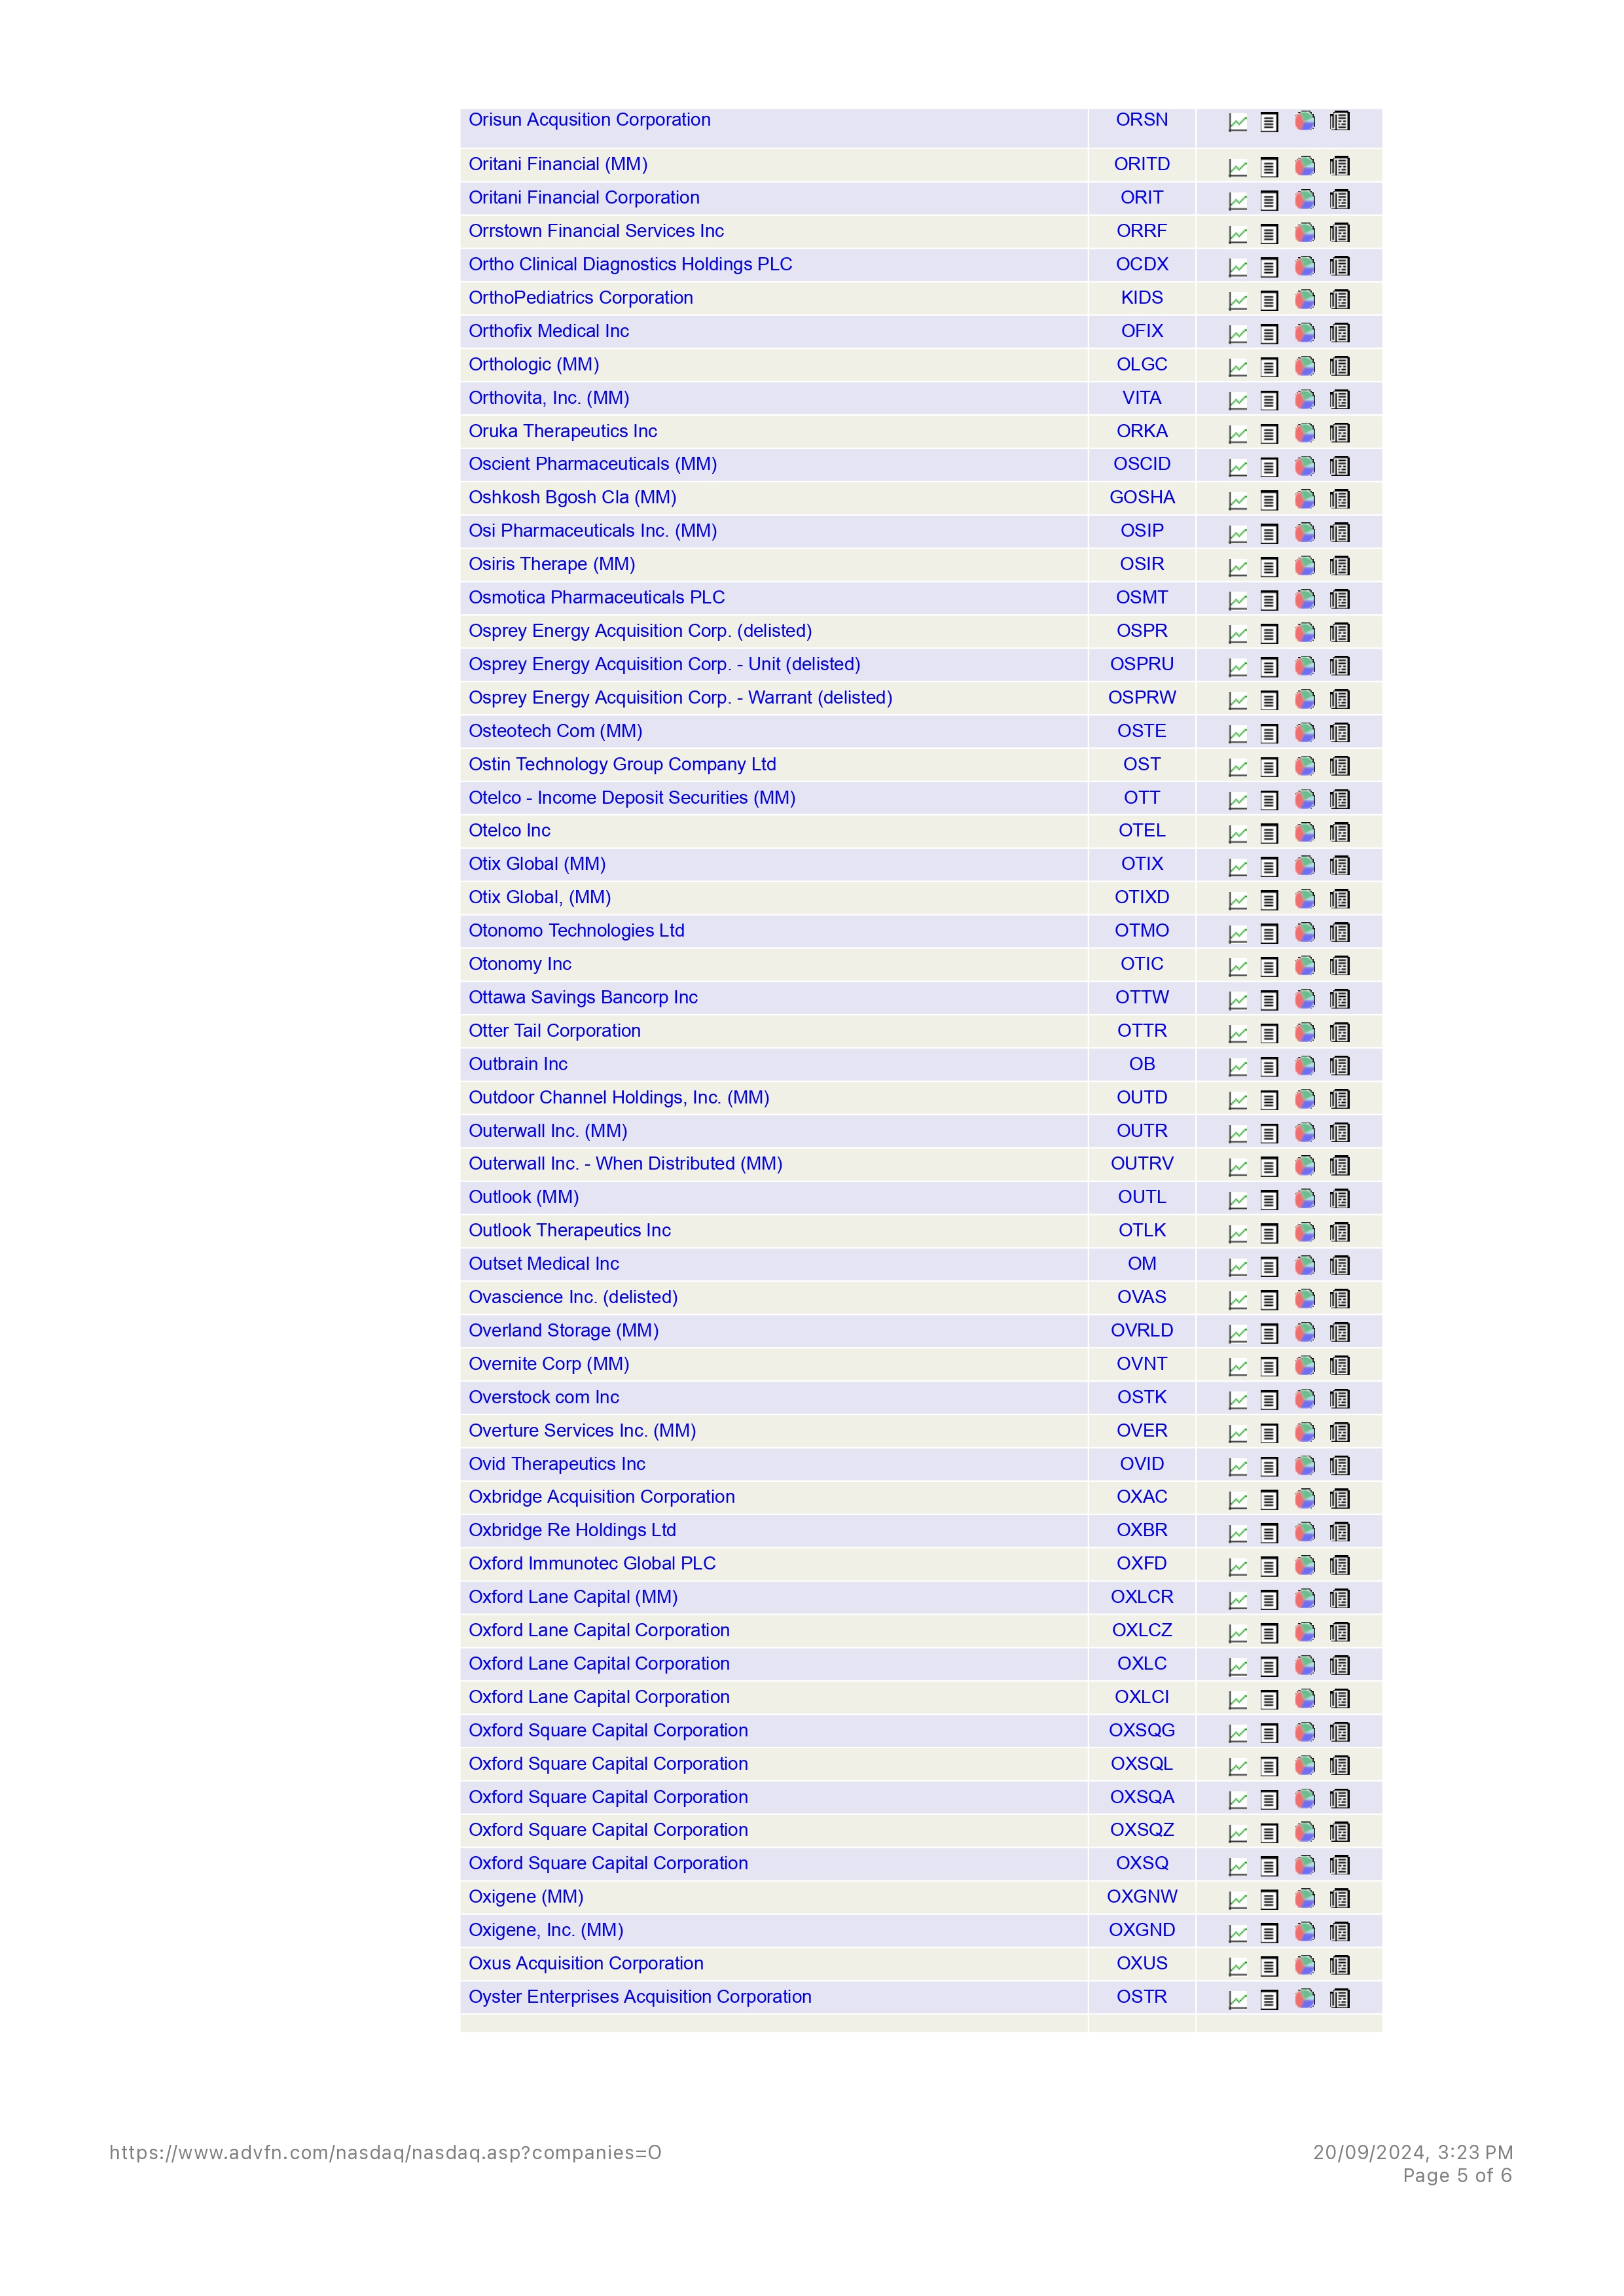 Orisun Acqusition Corporation ORSN
Oritani Financial (MM) ORITD
Oritani Financial Corporation ORIT
Orrstown Financial Services Inc ORRF
Ortho Clinical Diagnostics Holdings PLC OCDX
OrthoPediatrics Corporation KIDS
Orthofix Medical Inc OFIX
Orthologic (MM) OLGC
Orthovita, Inc. (MM) VITA
Oruka Therapeutics Inc ORKA
Oscient Pharmaceuticals (MM) OSCID
Oshkosh Bgosh Cla (MM) GOSHA
Osi Pharmaceuticals Inc. (MM) OSIP
Osiris Therape (MM) OSIR
Osmotica Pharmaceuticals PLC OSMT
Osprey Energy Acquisition Corp. (delisted) OSPR
Osprey Energy Acquisition Corp. - Unit (delisted) OSPRU
Osprey Energy Acquisition Corp. - Warrant (delisted) OSPRW
Osteotech Com (MM) OSTE
Ostin Technology Group Company Ltd OST
Otelco - Income Deposit Securities (MM) OTT
Otelco Inc OTEL
Otix Global (MM) OTIX
Otix Global, (MM) OTIXD
Otonomo Technologies Ltd OTMO
Otonomy Inc OTIC
Ottawa Savings Bancorp Inc OTTW
Otter Tail Corporation OTTR
Outbrain Inc OB
Outdoor Channel Holdings, Inc. (MM) OUTD
Outerwall Inc. (MM) OUTR
Outerwall Inc. - When Distributed (MM) OUTRV
Outlook (MM) OUTL
Outlook Therapeutics Inc OTLK
Outset Medical Inc OM
Ovascience Inc. (delisted) OVAS
Overland Storage (MM) OVRLD
Overnite Corp (MM) OVNT
Overstock com Inc OSTK
Overture Services Inc. (MM) OVER
Ovid Therapeutics Inc OVID
Oxbridge Acquisition Corporation OXAC
Oxbridge Re Holdings Ltd OXBR
Oxford Immunotec Global PLC OXFD
Oxford Lane Capital (MM) OXLCR
Oxford Lane Capital Corporation OXLCZ
Oxford Lane Capital Corporation OXLC
Oxford Lane Capital Corporation OXLCI
Oxford Square Capital Corporation OXSQG
Oxford Square Capital Corporation OXSQL
Oxford Square Capital Corporation OXSQA
Oxford Square Capital Corporation OXSQZ
Oxford Square Capital Corporation OXSQ
Oxigene (MM) OXGNW
Oxigene, Inc. (MM) OXGND
Oxus Acquisition Corporation OXUS
Oyster Enterprises Acquisition Corporation OSTR
https://www.advfn.com/nasdaq/nasdaq.asp?companies=O 20/09/2024, 3:23 PM
Page 5 of 6